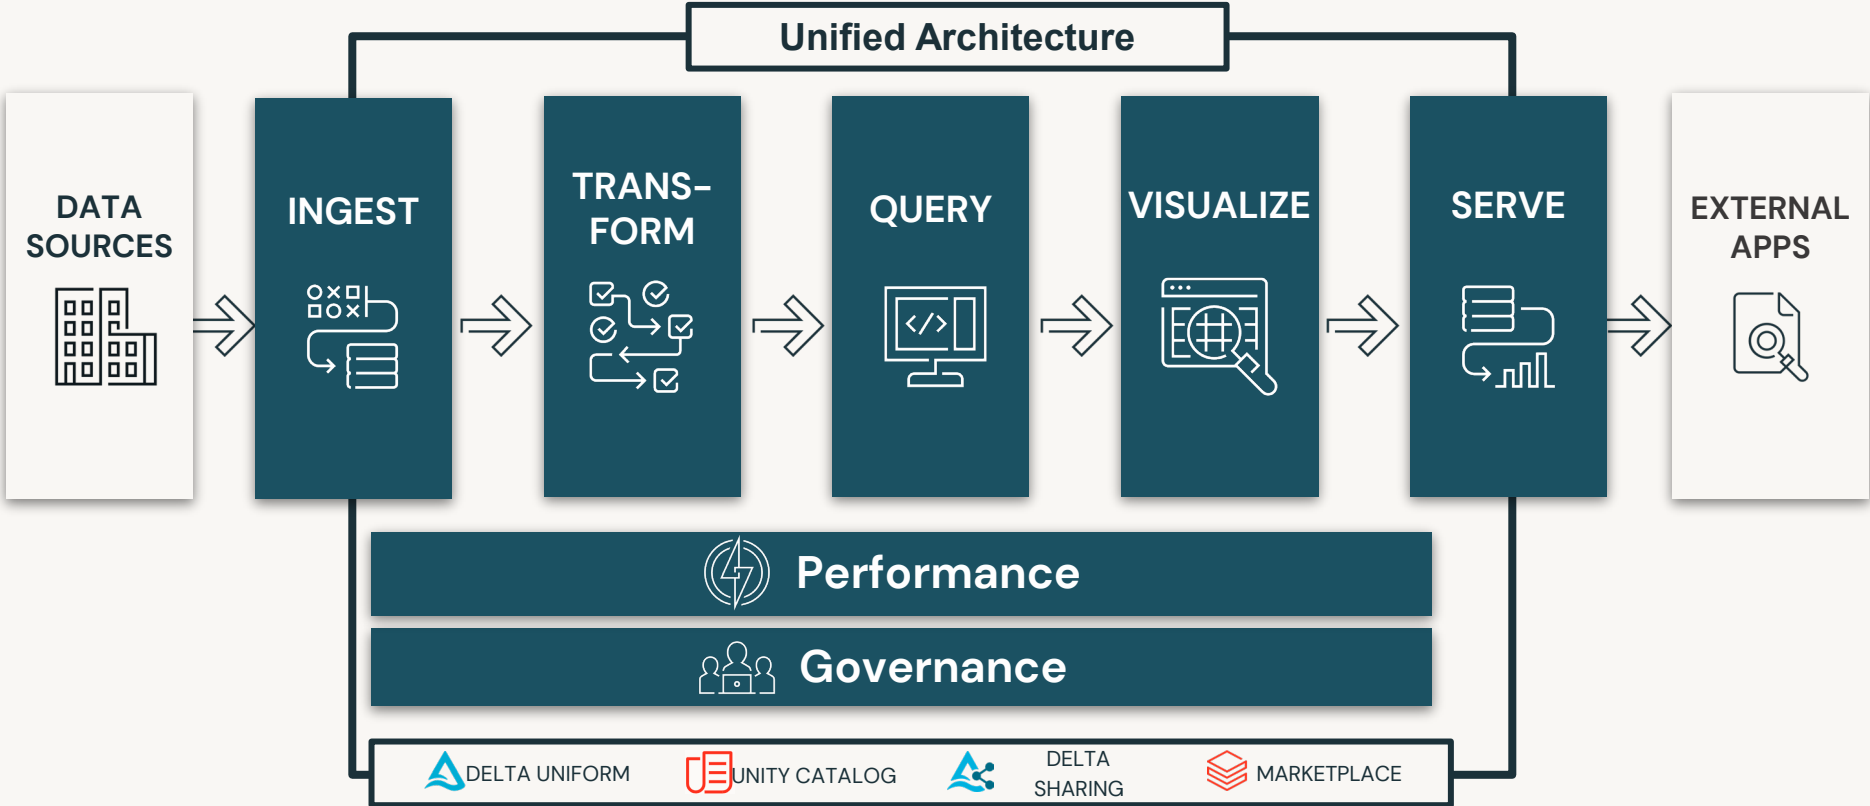 Unified Architecture
DATA
SOURCES
INGEST
TRANS-
FORM
QUERY
VISUALIZE
SERVE
EXTERNAL
APPS
Performance
Governance
DELTA UNIFORM
UNITY CATALOG
DELTA
SHARING
MARKETPLACE